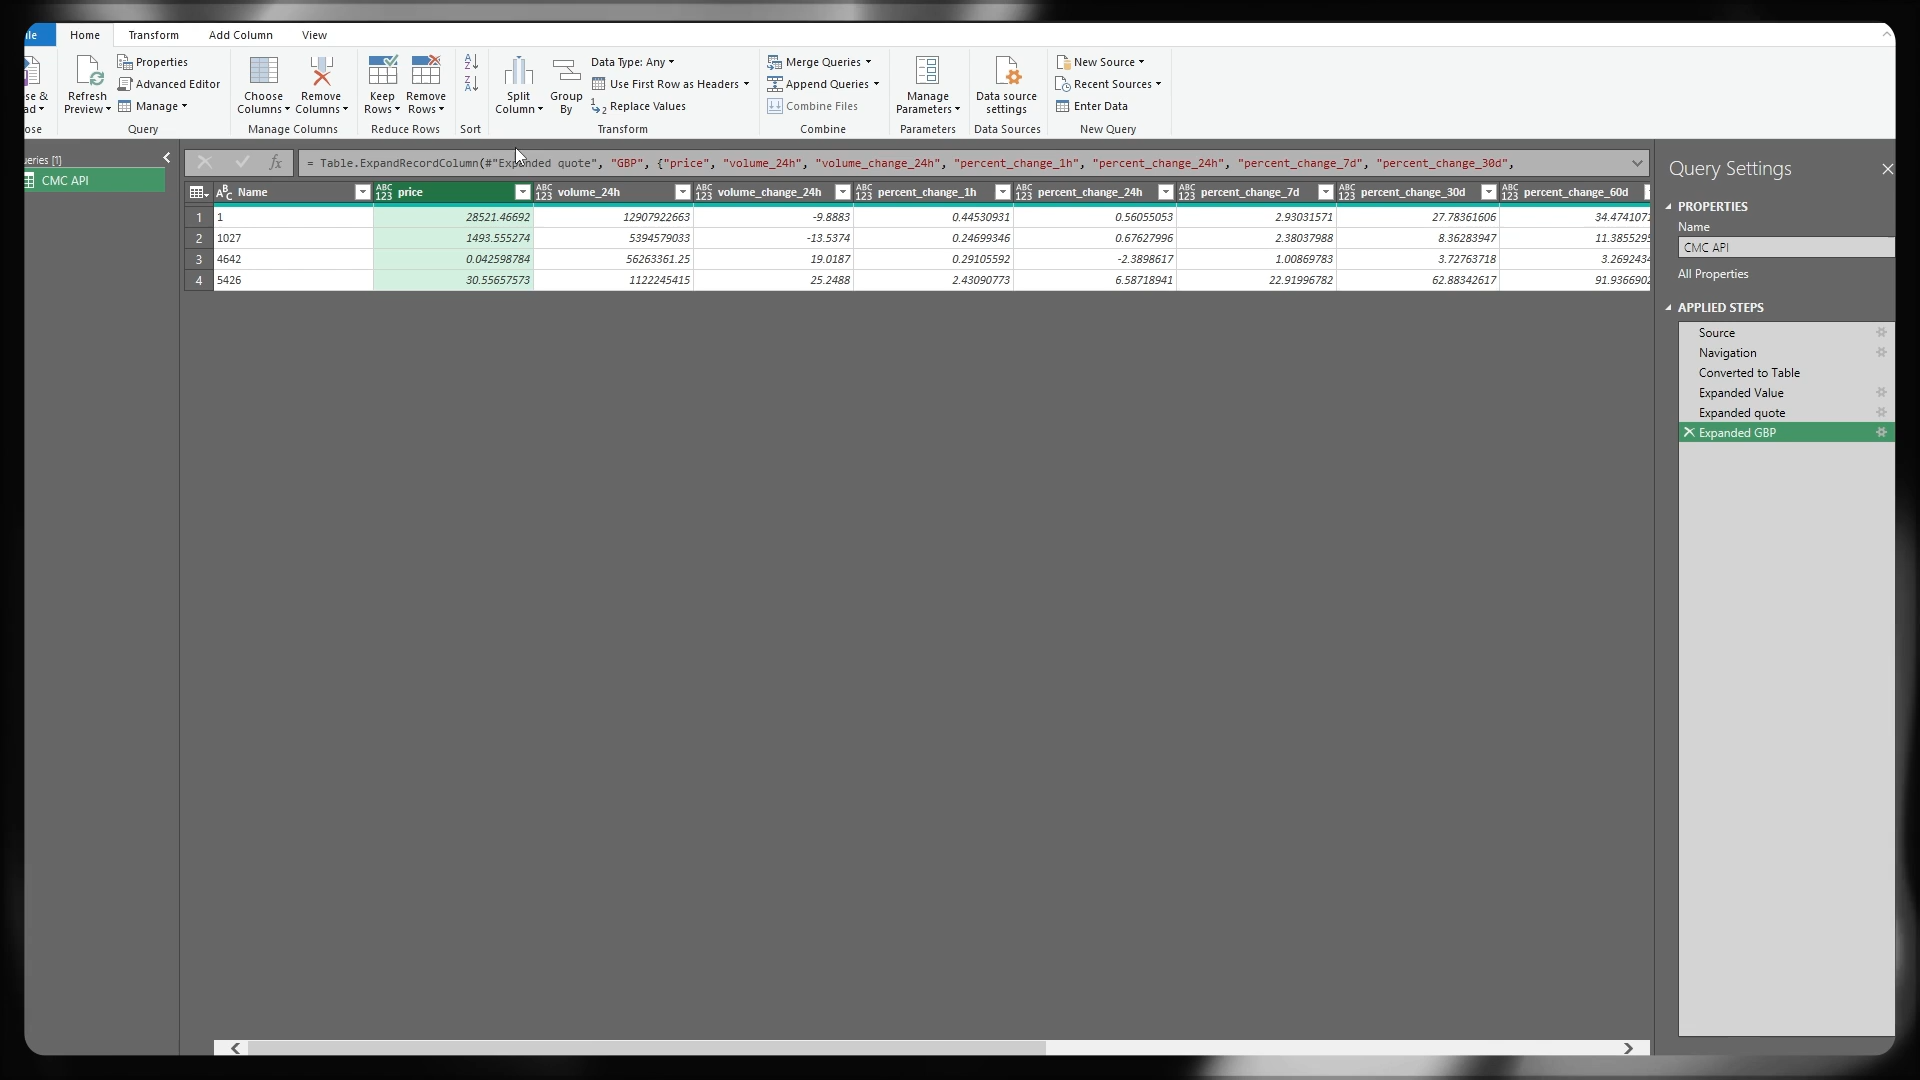 ile Home Transform Add Column View
se & ad Refresh Preview Properties Advanced Editor Manage Choose Columns Remove Columns Keep Rows Remove Rows Split Column Group By Data Type: Any Use First Row as Headers Replace Values Merge Queries Append Queries Combine Files Manage Parameters Data source settings New Source Recent Sources Enter Data
ose Query Manage Columns Reduce Rows Sort Transform Combine Parameters Data Sources New Query
ueries [1]
CMC API
= Table.ExpandRecordColumn(#"Expanded quote", "GBP", {"price", "volume_24h", "volume_change_24h", "percent_change_1h", "percent_change_24h", "percent_change_7d", "percent_change_30d",
Name price volume_24h volume_change_24h percent_change_1h percent_change_24h percent_change_7d percent_change_30d percent_change_60d
1 1 28521.46692 12907922663 -9.8883 0.44530931 0.56055053 2.93031571 27.78361606 34.4741071
2 1027 1493.555274 5394579033 -13.5374 0.24699346 0.67627996 2.38037988 8.36283947 11.3855295
3 4642 0.042598784 56263361.25 19.0187 0.29105592 -2.3898617 1.00869783 3.72763718 3.2692434
4 5426 30.55657573 1122245415 25.2488 2.43090773 6.58718941 22.91996782 62.88342617 91.9366902
Query Settings
PROPERTIES
Name
CMC API
All Properties
APPLIED STEPS
Source
Navigation
Converted to Table
Expanded Value
Expanded quote
Expanded GBP